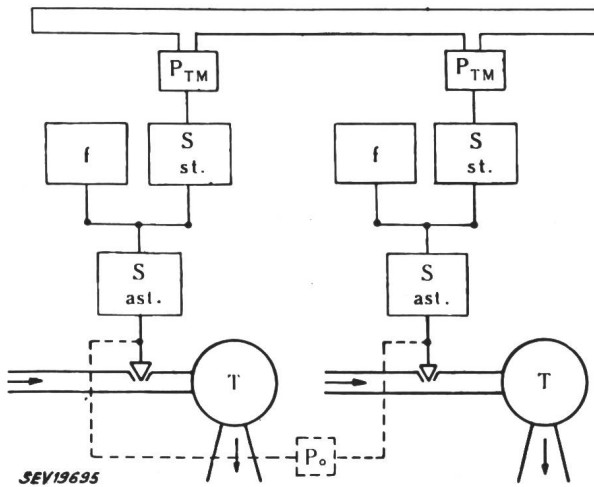 P_TM P_TM
f S st. f S st.
S ast. S ast.
T T
P_o
SEV19695